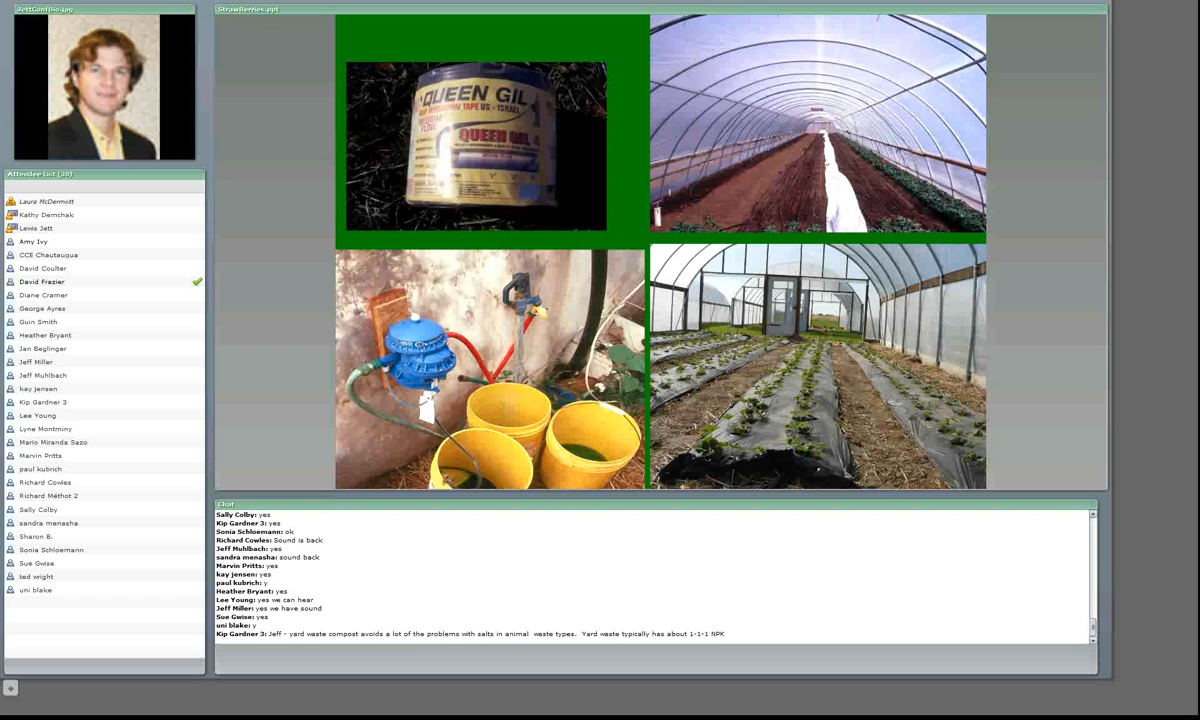 JettConfBio.jpg
StrawBerries.ppt
QUEEN GIL
TAPE US - ISRAEL
MEDIUM
FLOW
QUEEN GIL
Attendee List (30)
Laura McDermott
Kathy Demchak
Lewis Jett
Amy Ivy
CCE Chautauqua
David Coulter
David Frazier
Diane Cramer
George Ayres
Guin Smith
Heather Bryant
Jan Beglinger
Jeff Miller
Jeff Muhlbach
kay jensen
Kip Gardner 3
Lee Young
Lyne Montminy
Mario Miranda Sazo
Marvin Pritts
paul kubrich
Richard Cowles
Richard Méthot 2
Sally Colby
sandra menasha
Sharon B.
Sonia Schloemann
Sue Gwise
ted wright
uni blake
Chat
Sally Colby: yes
Kip Gardner 3: yes
Sonia Schloemann: ok
Richard Cowles: Sound is back
Jeff Muhlbach: yes
sandra menasha: sound back
Marvin Pritts: yes
kay jensen: yes
paul kubrich: y
Heather Bryant: yes
Lee Young: yes we can hear
Jeff Miller: yes we have sound
Sue Gwise: yes
uni blake: y
Kip Gardner 3: Jeff - yard waste compost avoids a lot of the problems with salts in animal  waste types.  Yard waste typically has about 1-1-1 NPK